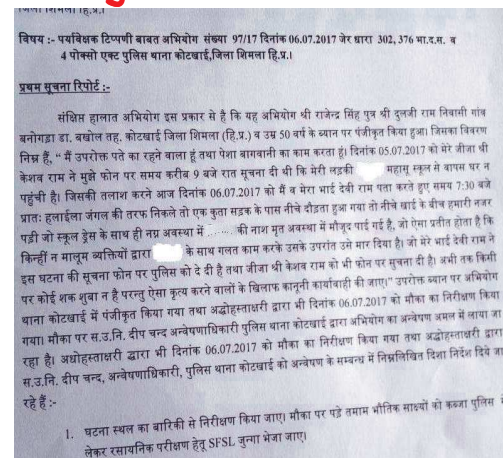 विषय :- पर्यवेक्षक टिप्पणी बाबत अभियोग संख्या 97/17 दिनांक 06.07.2017 जेर धारा 302, 376 भा.द.स. व
4 पोक्सो एक्ट पुलिस थाना कोटखाई,जिला शिमला हि.प्र.।
प्रथम सूचना रिपोर्ट :-
संक्षिप्त हालात अभियोग इस प्रकार से है कि यह अभियोग श्री राजेन्द्र सिंह पुत्र श्री दुलजी राम निवासी गांव
बनोगड़ा डा. बखोल तह. कोटखाई जिला शिमला (हि.प्र.) व उम्र 50 वर्ष के ब्यान पर पंजीकृत किया हुआ। जिसका विवरण
निम्न हैं, " मैं उपरोक्त पते का रहने वाला हूं तथा पेशा बागवानी का काम करता हूं। दिनांक 05.07.2017 को मेरे जीजा श्री
केशव राम ने मुझे फोन पर समय करीब 9 बजे रात सूचना दी थी कि मेरी लड़की महासु स्कूल से वापस घर न
पहुंची है। जिसकी तलाश करने आज दिनांक 06.07.2017 को मैं व मेरा भाई देवी राम पता करते हुए समय 7:30 बजे
प्रातः हलाईला जंगल की तरफ निकले तो एक कुता सड़क के पास नीचे दौड़ता हुआ गया तो नीचे खाई के बीच हमारी नजर
पड़ी जो स्कूल ड्रेस के साथ ही नग्न अवस्था में ........ की नाश मृत अवस्था में मौजूद पाई गई है, जो ऐसा प्रतीत होता है कि
किन्हीं न मालूम व्यक्तियों द्वारा के साथ गलत काम करके उसके उपरांत उसे मार दिया है। जो मेरे भाई देवी राम ने
इस घटना की सूचना फोन पर पुलिस को दे दी है तथा जीजा श्री केशव राम को भी फोन पर सूचना दी है। अभी तक किसी
पर कोई शक शुबा न है परन्तु ऐसा कृत्य करने वालों के खिलाफ कानूनी कार्यावाही की जाए।" उपरोक्त ब्यान पर अभियोग
थाना कोटखाई में पंजीकृत किया गया तथा अद्धोहस्ताक्षरी द्वारा भी दिनांक 06.07.2017 को मौका का निरीक्षण किया
गया। मौका पर स.उ.नि. दीप चन्द अन्वेषणाधिकारी पुलिस थाना कोटखाई द्वारा अभियोग का अन्वेषण अमल में लाया जा
रहा है। अधोहस्ताक्षरी द्वारा भी दिनांक 06.07.2017 को मौका का निरीक्षण किया गया तथा अद्धोहस्ताक्षरी द्वारा
स.उ.नि. दीप चन्द, अन्वेषणाधिकारी, पुलिस थाना कोटखाई को अन्वेषण के सम्बन्ध में निम्नलिखित दिशा निर्देश दिये जा
रहे हैं :-
1. घटना स्थल का बारिकी से निरीक्षण किया जाए। मौका पर पड़े तमाम भौतिक साक्ष्यों को कब्जा पुलिस में
लेकर रसायनिक परीक्षण हेतू SFSL जुन्गा भेजा जाए।